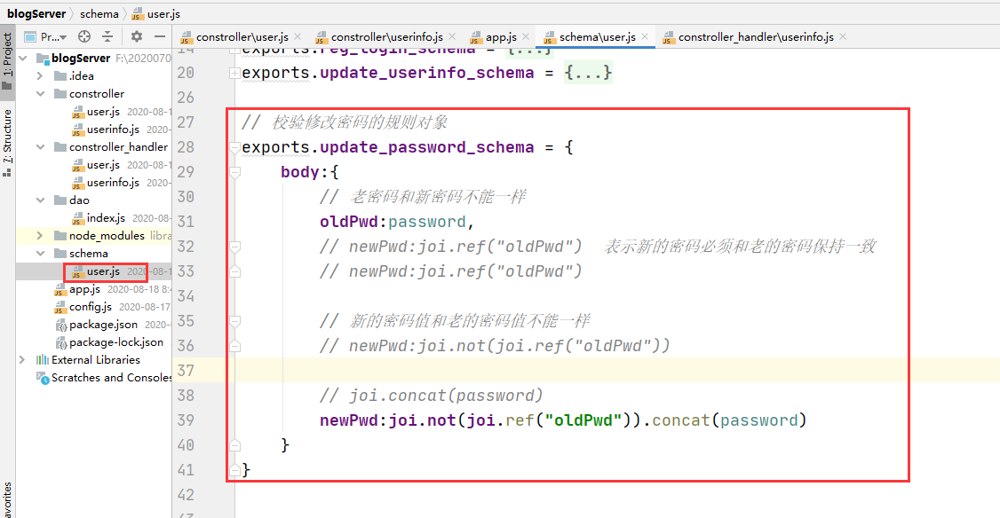 blogServer schema user.js
1: Project
7: Structure
avorites
Pr...
constroller\user.js
constroller\userinfo.js
app.js
schema\user.js
constroller_handler\userinfo.js
blogServer F:\2020070
.idea
constroller
user.js 2020-08-1
userinfo.js 2020-
constroller_handler
user.js 2020-08-1
userinfo.js 2020-
dao
index.js 2020-08-
node_modules libra
schema
user.js 2020-08-1
app.js 2020-08-18 8:4
config.js 2020-08-17
package.json 2020-
package-lock.json
External Libraries
Scratches and Consoles
14 exports.reg_login_schema = {...}
20 exports.update_userinfo_schema = {...}
26
27 // 校验修改密码的规则对象
28 exports.update_password_schema = {
29 body:{
30 // 老密码和新密码不能一样
31 oldPwd:password,
32 // newPwd:joi.ref("oldPwd") 表示新的密码必须和老的密码保持一致
33 // newPwd:joi.ref("oldPwd")
34
35 // 新的密码值和老的密码值不能一样
36 // newPwd:joi.not(joi.ref("oldPwd"))
37
38 // joi.concat(password)
39 newPwd:joi.not(joi.ref("oldPwd")).concat(password)
40 }
41 }
42